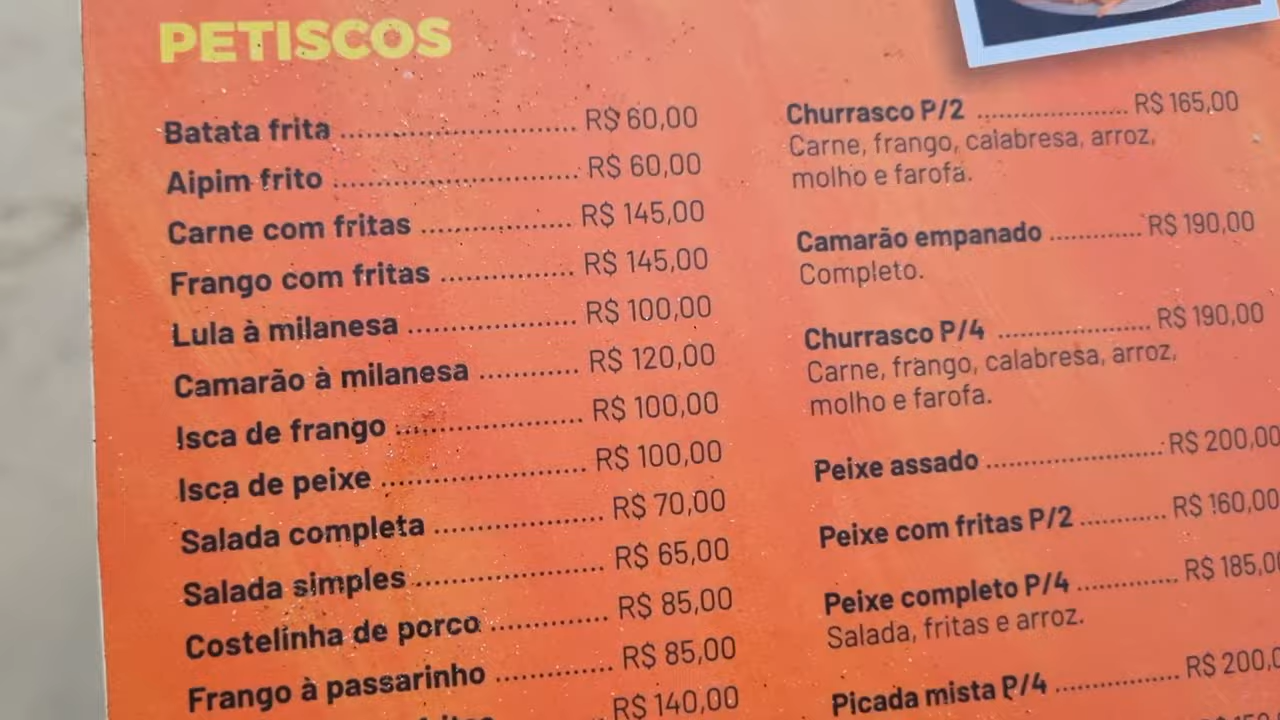 PETISCOS
Batata frita ........................... R$ 60,00
Aipim frito ............................ R$ 60,00
Carne com fritas .................. R$ 145,00
Frango com fritas ................ R$ 145,00
Lula à milanesa .................... R$ 100,00
Camarão à milanesa ............ R$ 120,00
Isca de frango ...................... R$ 100,00
Isca de peixe ........................ R$ 100,00
Salada completa .................... R$ 70,00
Salada simples ....................... R$ 65,00
Costelinha de porco .............. R$ 85,00
Frango à passarinho .............. R$ 85,00
R$ 140,00
Churrasco P/2 ...................... R$ 165,00
Carne, frango, calabresa, arroz,
molho e farofa.
Camarão empanado ............. R$ 190,00
Completo.
Churrasco P/4 ...................... R$ 190,00
Carne, frango, calabresa, arroz,
molho e farofa.
Peixe assado ......................... R$ 200,00
Peixe com fritas P/2 ............ R$ 160,00
Peixe completo P/4 .............. R$ 185,00
Salada, fritas e arroz.
Picada mista P/4 .................. R$ 200,0